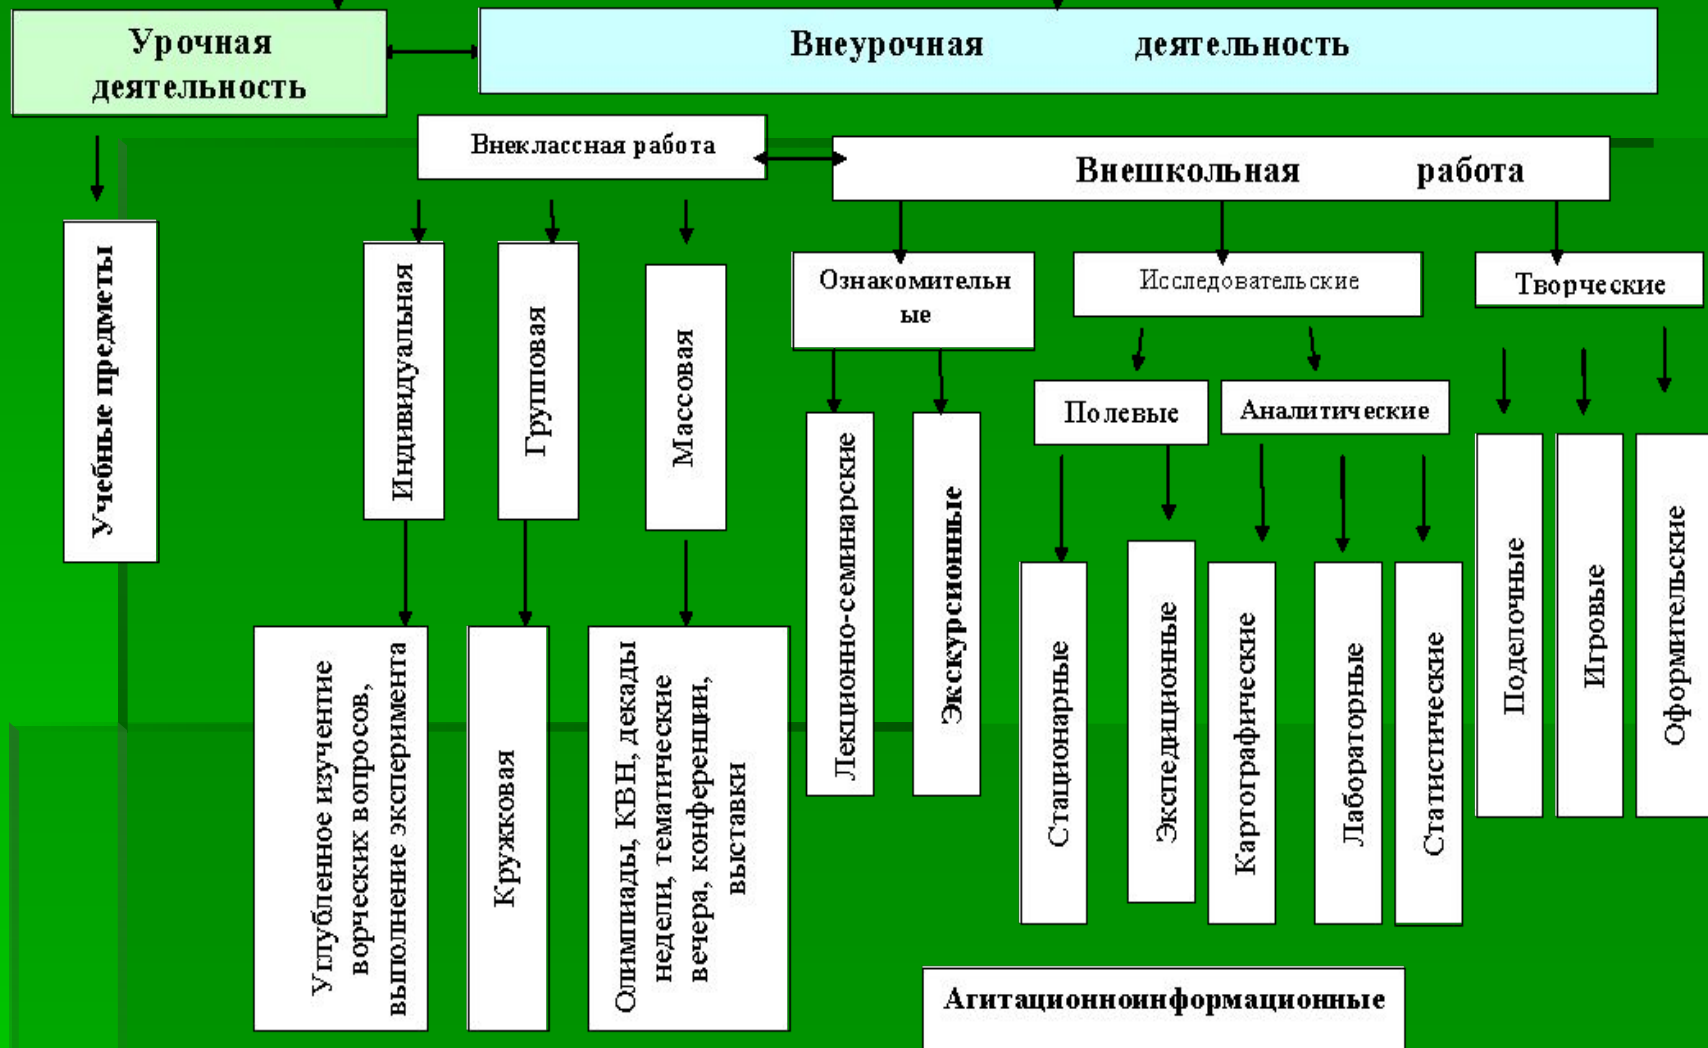 Урочная
деятельность
Внеурочная деятельность
Внеклассная работа
Внешкольная работа
Учебные предметы
Индивидуальная
Групповая
Массовая
Ознакомительн
ые
Исследовательские
Творческие
Полевые
Аналитические
Лекционно-семинарские
Экскурсионные
Стационарные
Экспедиционные
Картографические
Лабораторные
Статистические
Поделочные
Игровые
Оформительские
Углубленное изучентие
ворческих вопросов,
выполнение эксперимента
Кружковая
Олимпиады, КВН, декады
недели, тематические
вечера, конференции,
выставки
Агитационноинформационные